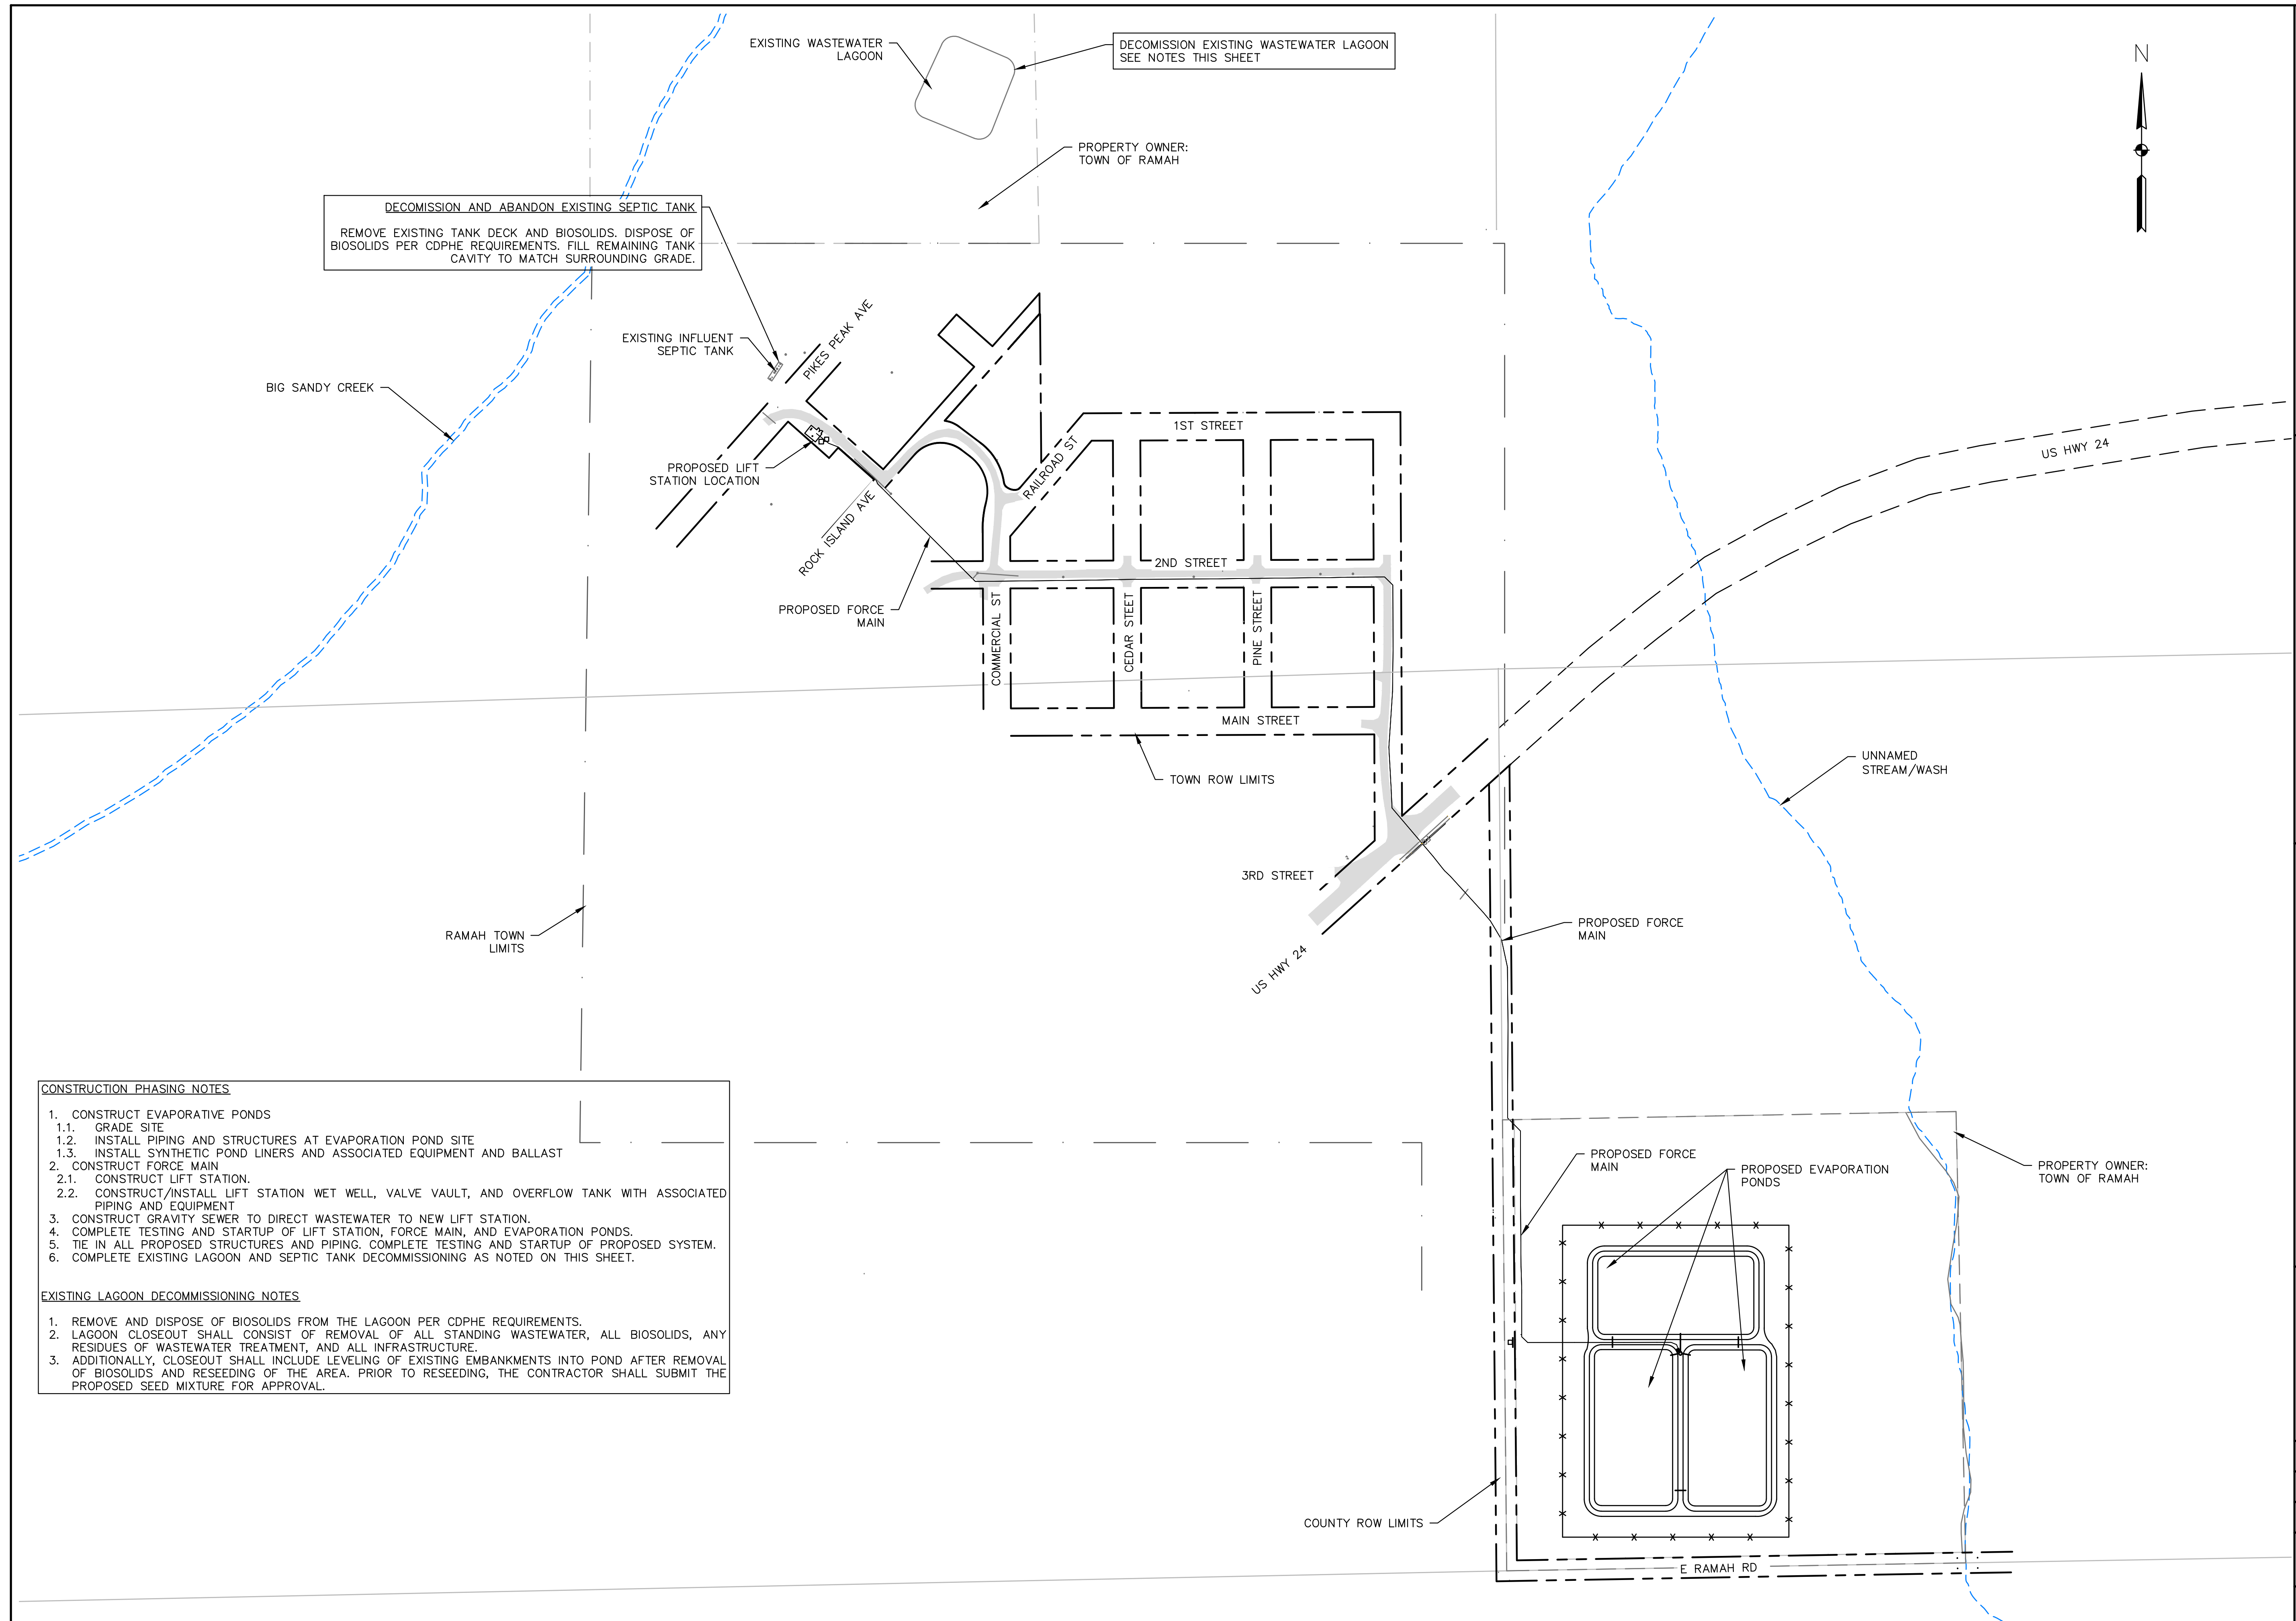 EXISTING WASTEWATER
LAGOON
DECOMISSION EXISTING WASTEWATER LAGOON
SEE NOTES THIS SHEET
N
PROPERTY OWNER:
TOWN OF RAMAH
DECOMISSION AND ABANDON EXISTING SEPTIC TANK
REMOVE EXISTING TANK DECK AND BIOSOLIDS. DISPOSE OF
BIOSOLIDS PER CDPHE REQUIREMENTS. FILL REMAINING TANK
CAVITY TO MATCH SURROUNDING GRADE.
EXISTING INFLUENT
SEPTIC TANK
PIKES PEAK AVE
BIG SANDY CREEK
PROPOSED LIFT
STATION LOCATION
ROCK ISLAND AVE
RAILROAD ST
1ST STREET
US HWY 24
2ND STREET
PROPOSED FORCE
MAIN
COMMERCIAL ST
CEDAR STEET
PINE STREET
MAIN STREET
TOWN ROW LIMITS
UNNAMED
STREAM/WASH
3RD STREET
US HWY 24
PROPOSED FORCE
MAIN
RAMAH TOWN
LIMITS
CONSTRUCTION PHASING NOTES
1. CONSTRUCT EVAPORATIVE PONDS
1.1. GRADE SITE
1.2. INSTALL PIPING AND STRUCTURES AT EVAPORATION POND SITE
1.3. INSTALL SYNTHETIC POND LINERS AND ASSOCIATED EQUIPMENT AND BALLAST
2. CONSTRUCT FORCE MAIN
2.1. CONSTRUCT LIFT STATION.
2.2. CONSTRUCT/INSTALL LIFT STATION WET WELL, VALVE VAULT, AND OVERFLOW TANK WITH ASSOCIATED
PIPING AND EQUIPMENT
3. CONSTRUCT GRAVITY SEWER TO DIRECT WASTEWATER TO NEW LIFT STATION.
4. COMPLETE TESTING AND STARTUP OF LIFT STATION, FORCE MAIN, AND EVAPORATION PONDS.
5. TIE IN ALL PROPOSED STRUCTURES AND PIPING. COMPLETE TESTING AND STARTUP OF PROPOSED SYSTEM.
6. COMPLETE EXISTING LAGOON AND SEPTIC TANK DECOMMISSIONING AS NOTED ON THIS SHEET.
EXISTING LAGOON DECOMMISSIONING NOTES
1. REMOVE AND DISPOSE OF BIOSOLIDS FROM THE LAGOON PER CDPHE REQUIREMENTS.
2. LAGOON CLOSEOUT SHALL CONSIST OF REMOVAL OF ALL STANDING WASTEWATER, ALL BIOSOLIDS, ANY
RESIDUES OF WASTEWATER TREATMENT, AND ALL INFRASTRUCTURE.
3. ADDITIONALLY, CLOSEOUT SHALL INCLUDE LEVELING OF EXISTING EMBANKMENTS INTO POND AFTER REMOVAL
OF BIOSOLIDS AND RESEEDING OF THE AREA. PRIOR TO RESEEDING, THE CONTRACTOR SHALL SUBMIT THE
PROPOSED SEED MIXTURE FOR APPROVAL.
PROPOSED FORCE
MAIN
PROPOSED EVAPORATION
PONDS
PROPERTY OWNER:
TOWN OF RAMAH
COUNTY ROW LIMITS
E RAMAH RD